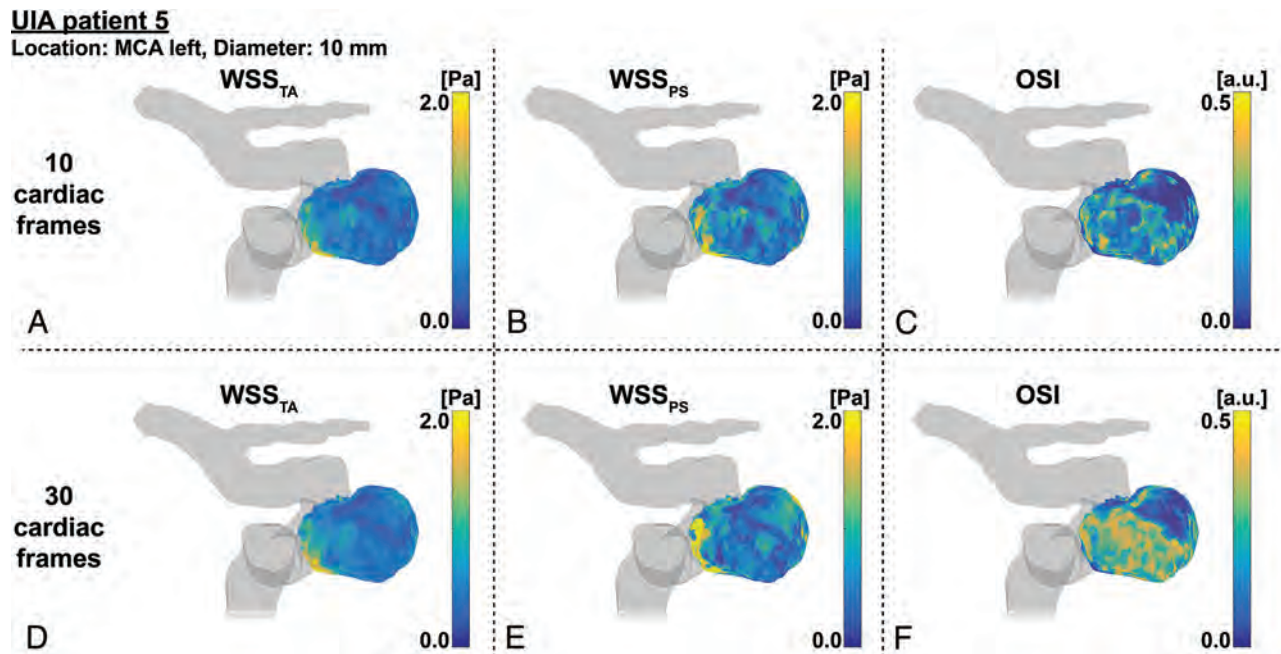 UIA patient 5
Location: MCA left, Diameter: 10 mm
WSSTA [Pa] WSSPS [Pa] OSI [a.u.]
2.0 2.0 0.5
10
cardiac
frames
0.0 0.0 0.0
A B C
WSSTA [Pa] WSSPS [Pa] OSI [a.u.]
2.0 2.0 0.5
30
cardiac
frames
0.0 0.0 0.0
D E F